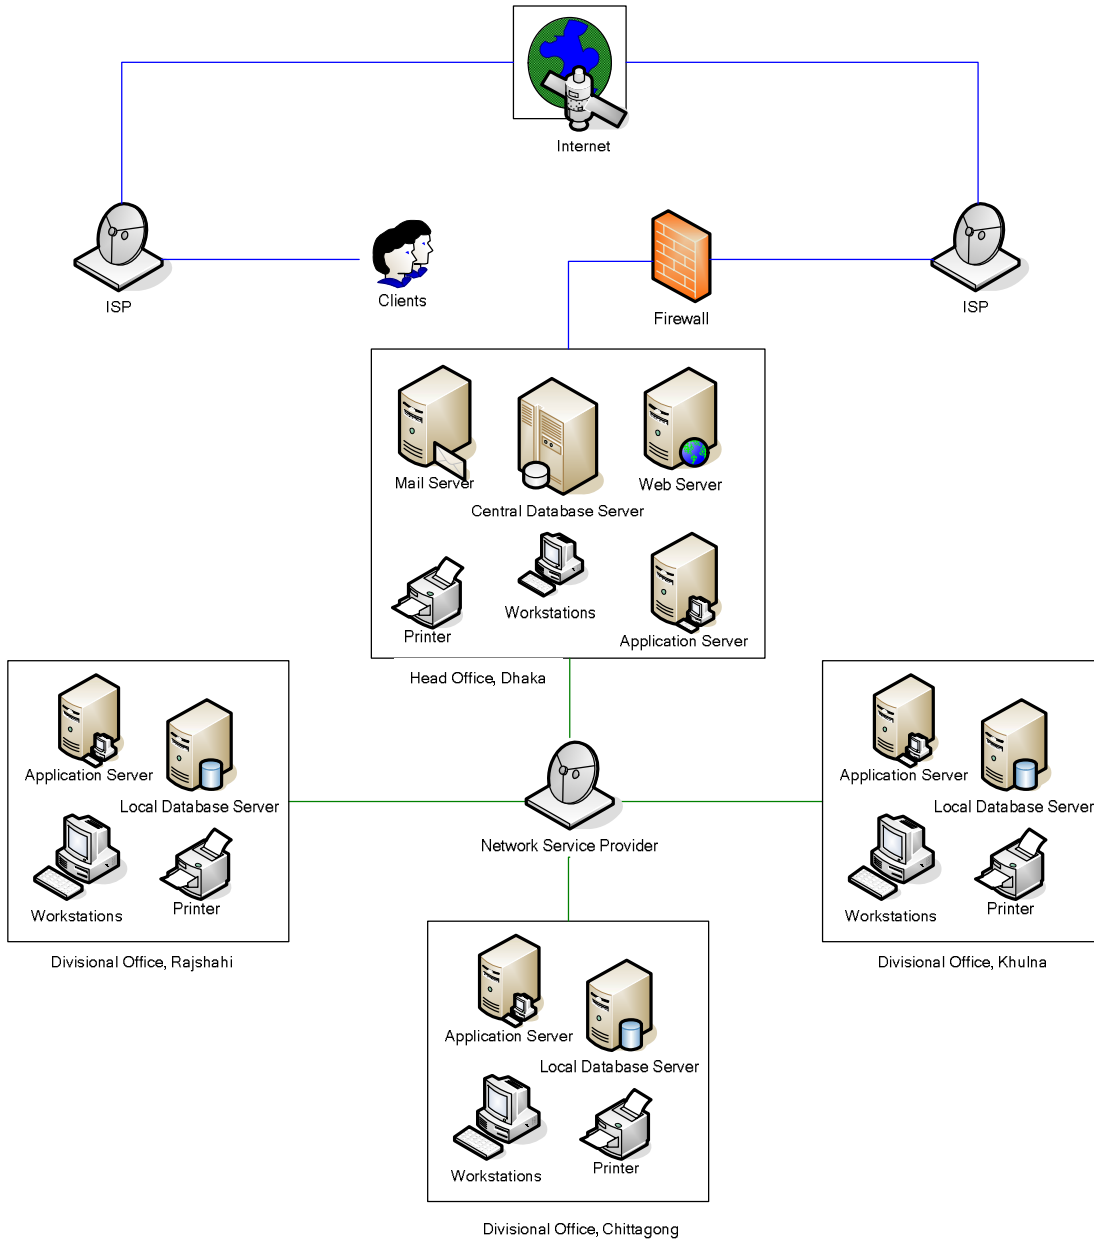 Internet
ISP
Clients
Firewall
ISP
Mail Server
Central Database Server
Web Server
Printer
Workstations
Application Server
Head Office, Dhaka
Application Server
Local Database Server
Workstations
Printer
Divisional Office, Rajshahi
Network Service Provider
Application Server
Local Database Server
Workstations
Printer
Divisional Office, Khulna
Application Server
Local Database Server
Workstations
Printer
Divisional Office, Chittagong